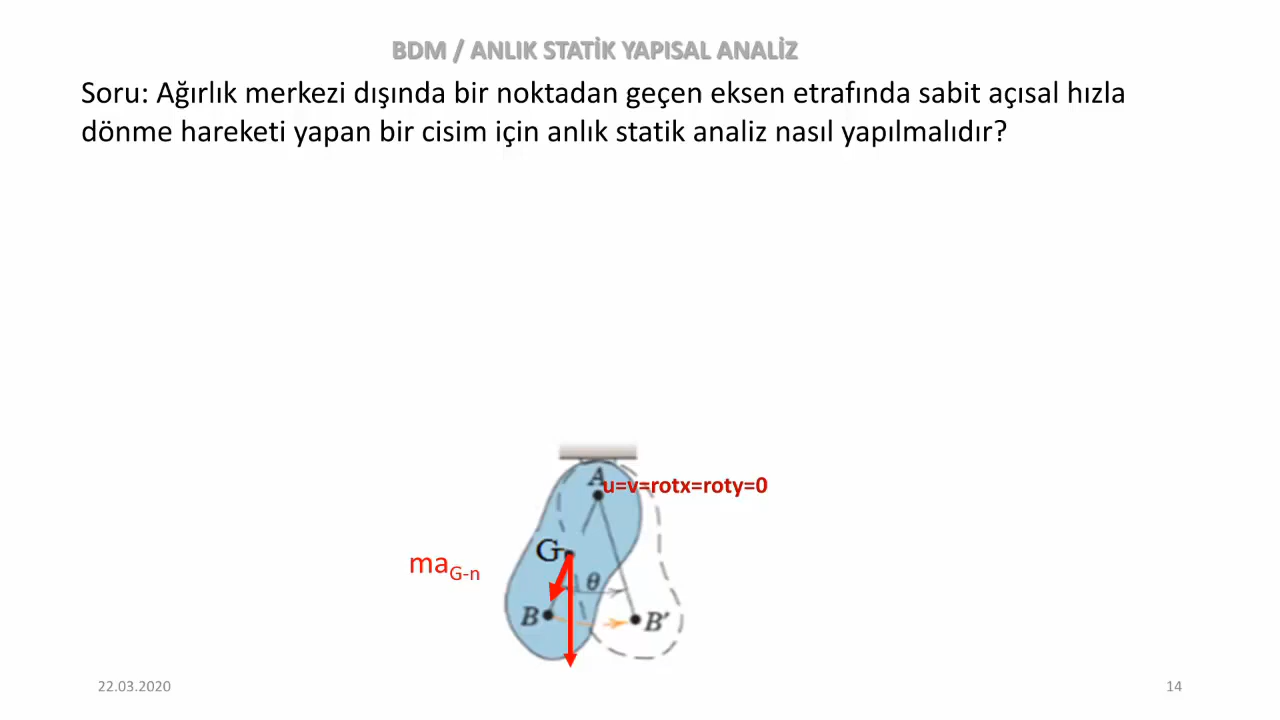 BDM / ANLIK STATİK YAPISAL ANALİZ
Soru: Ağırlık merkezi dışında bir noktadan geçen eksen etrafında sabit açısal hızla
dönme hareketi yapan bir cisim için anlık statik analiz nasıl yapılmalıdır?
A
u=v=rotx=roty=0
G
maG-n
θ
B
B′
22.03.2020
14